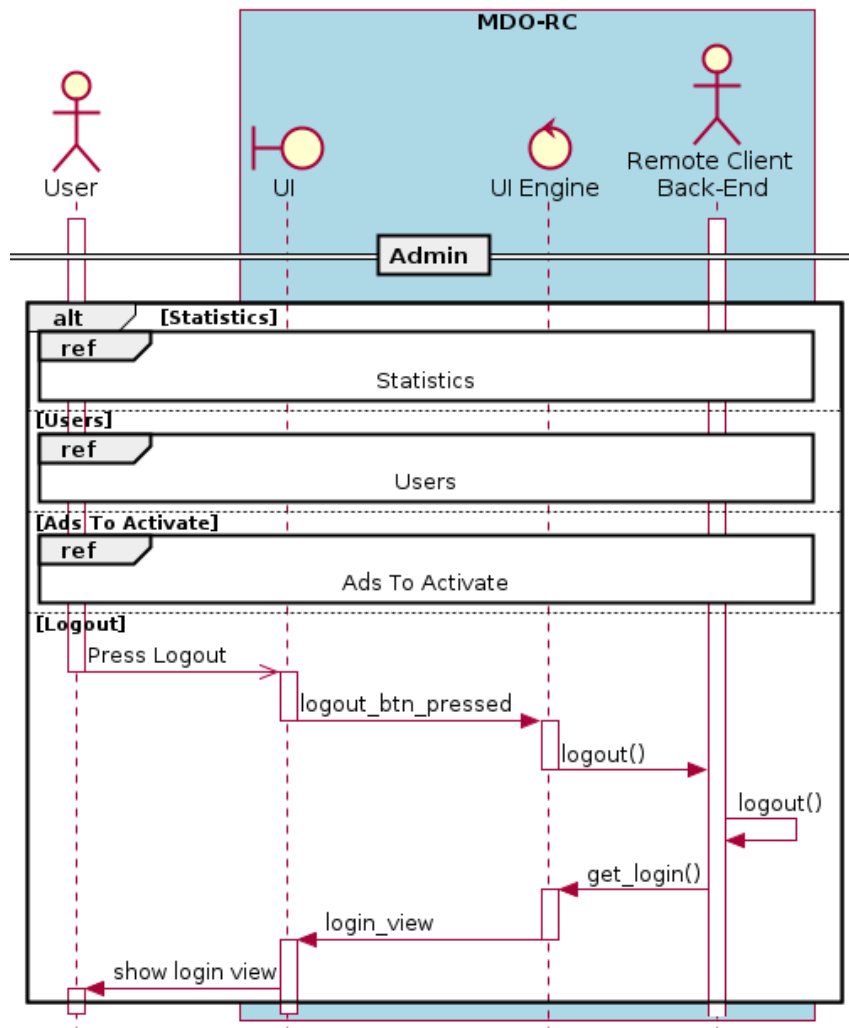 MDO-RC
User
UI
UI Engine
Remote Client
Back-End
Admin
alt [Statistics]
ref
Statistics
[Users]
ref
Users
[Ads To Activate]
ref
Ads To Activate
[Logout]
Press Logout
logout_btn_pressed
logout()
logout()
get_login()
login_view
show login view